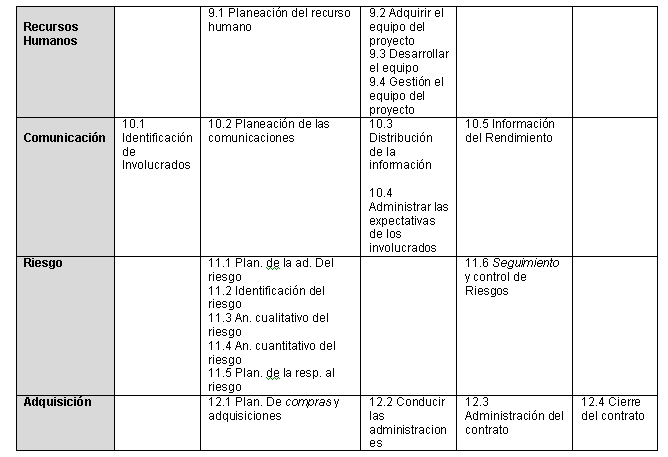 Recursos
Humanos
9.1 Planeación del recurso
humano
9.2 Adquirir el
equipo del
proyecto
9.3 Desarrollar
el equipo
9.4 Gestión el
equipo del
proyecto
Comunicación
10.1
Identificación
de
Involucrados
10.2 Planeación de las
comunicaciones
10.3
Distribución
de la
información
10.4
Administrar las
expectativas
de los
involucrados
10.5 Información
del Rendimiento
Riesgo
11.1 Plan. de la ad. Del
riesgo
11.2 Identificación del
riesgo
11.3 An. cualitativo del
riesgo
11.4 An. cuantitativo del
riesgo
11.5 Plan. de la resp. al
riesgo
11.6 Seguimiento
y control de
Riesgos
Adquisición
12.1 Plan. De compras y
adquisiciones
12.2 Conducir
las
administracion
es
12.3
Administración del
contrato
12.4 Cierre
del contrato